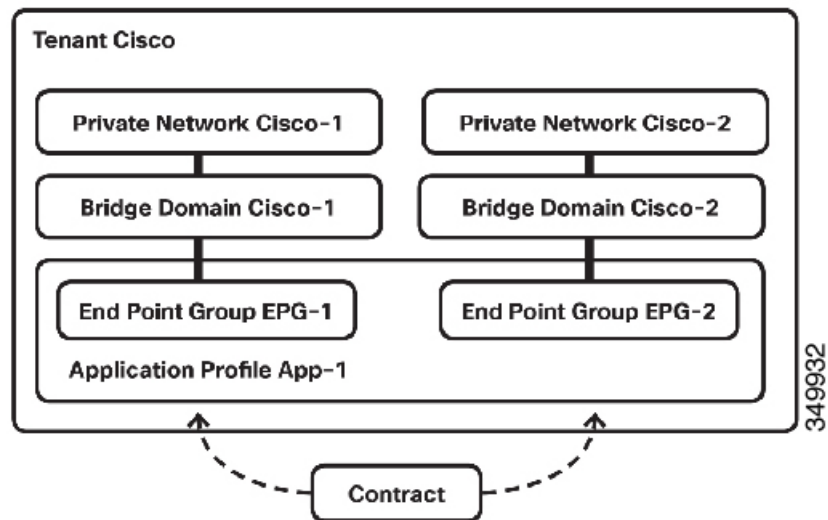 Tenant Cisco
Private Network Cisco-1
Private Network Cisco-2
Bridge Domain Cisco-1
Bridge Domain Cisco-2
End Point Group EPG-1
End Point Group EPG-2
Application Profile App-1
349932
Contract